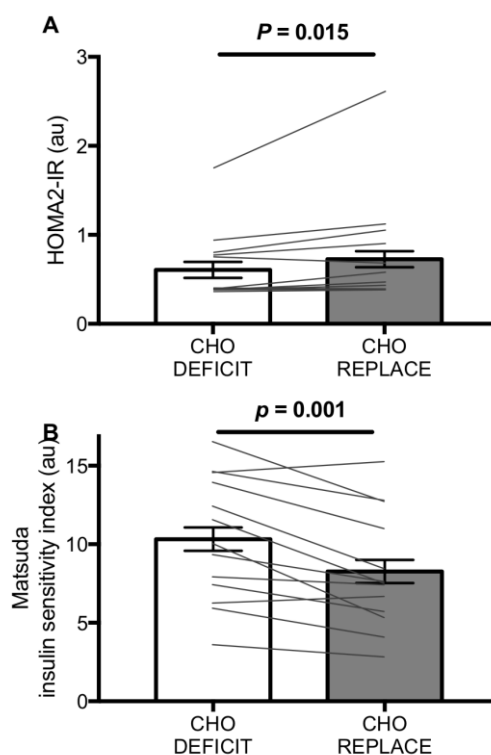 A
P = 0.015
3
2
1
0
HOMA2-IR (au)
CHO
DEFICIT
CHO
REPLACE
B
p = 0.001
15
10
5
0
Matsuda
insulin sensitivity index (au)
CHO
DEFICIT
CHO
REPLACE